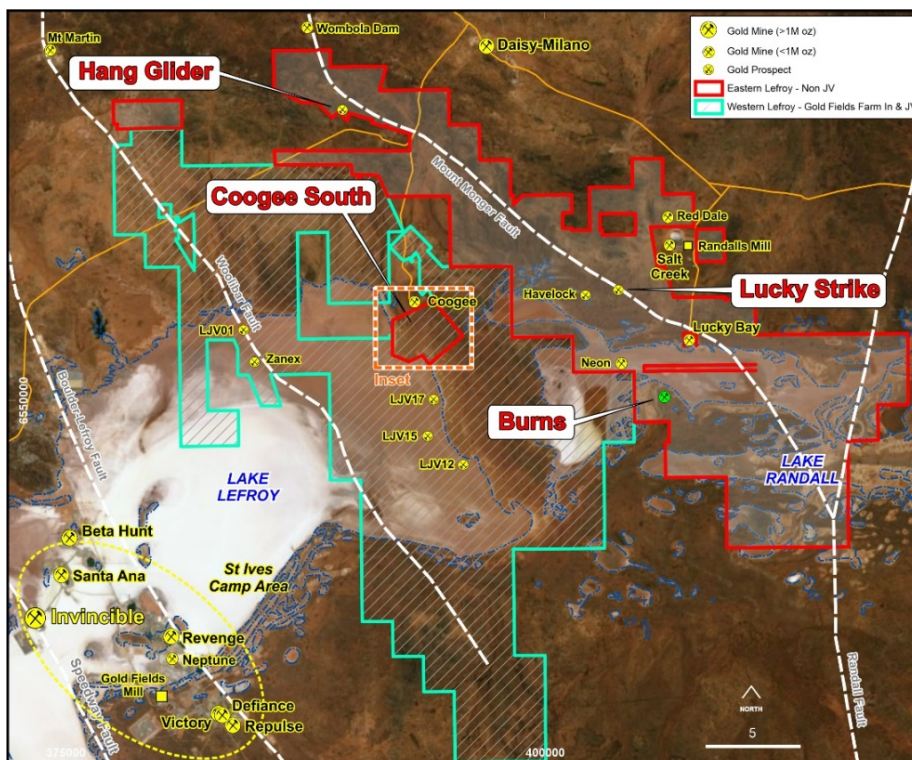 Mt Martin
Wombola Dam
Daisy-Milano
Hang Glider
Gold Mine (>1M oz)
Gold Mine (<1M oz)
Gold Prospect
Eastern Lefroy - Non JV
Western Lefroy - Gold Fields Farm In & JV
Mount Monger Fault
Coogee South
Red Dale
Randalls Mill
Salt
Creek
Woolibar Fault
Coogee
Havelock
Lucky Strike
LJV01
Lucky Bay
Zanex
Inset
Neon
6550000
Boulder-Lefroy Fault
LJV17
Burns
LJV15
LJV12
LAKE
LEFROY
LAKE
RANDALL
Beta Hunt
Santa Ana
St Ives
Camp Area
Invincible
Revenge
Neptune
Gold Fields
Mill
Speedway Fault
Defiance
Victory
Repulse
Randall Fault
NORTH
5
375000
400000